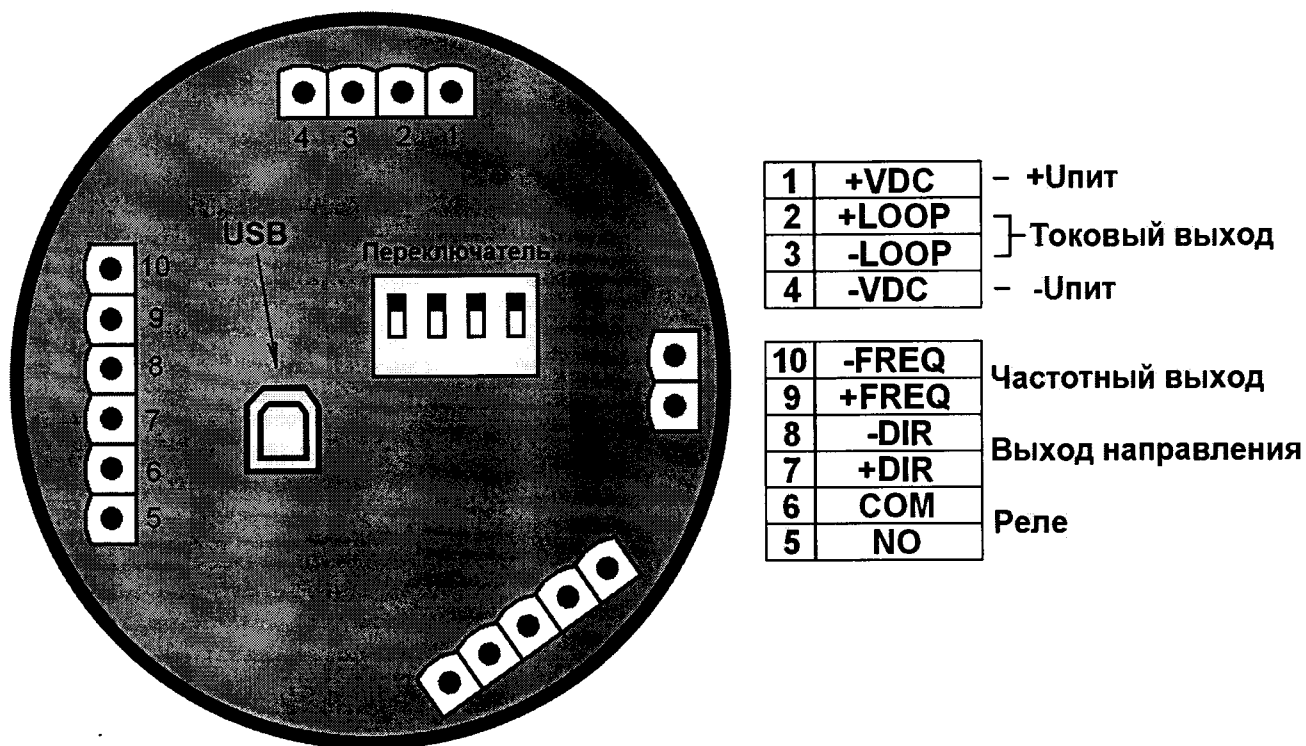 4 3 2 1
USB
Переключатель
10
9
8
7
6
5
1 +VDC – +Uпит
2 +LOOP
3 -LOOP
Токовый выход
4 -VDC – -Uпит
10 -FREQ
9 +FREQ
Частотный выход
8 -DIR
7 +DIR
Выход направления
6 COM
5 NO
Реле